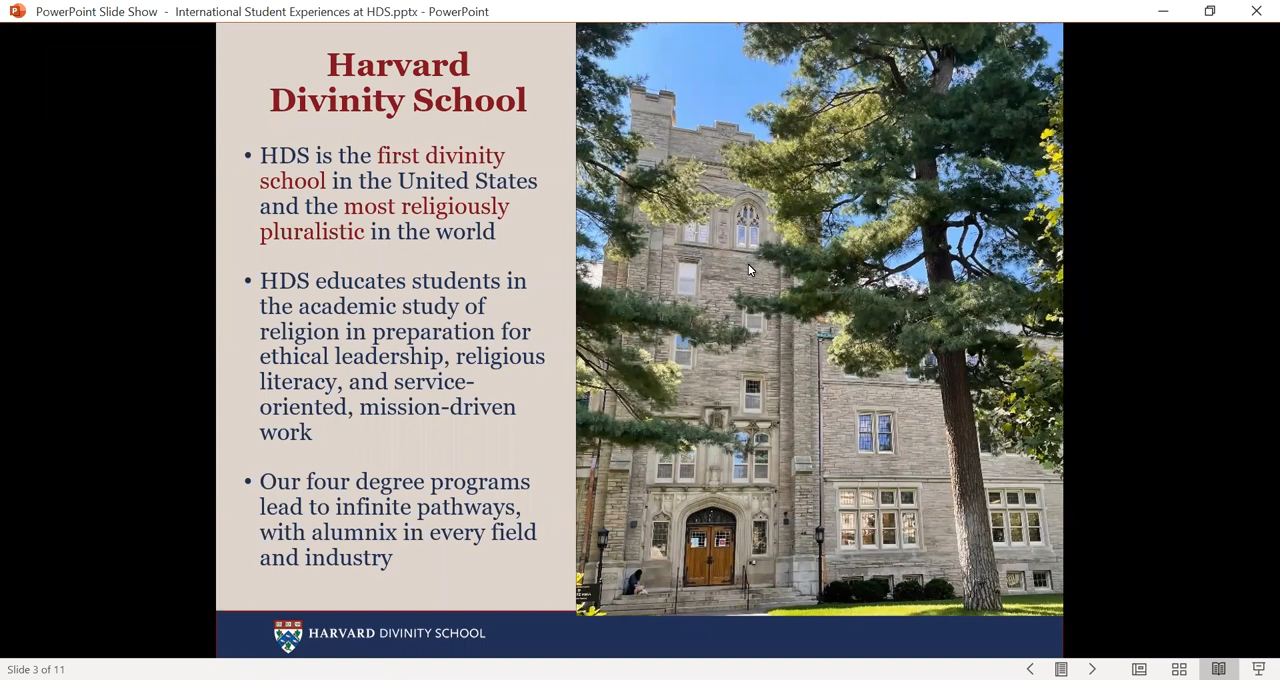 PowerPoint Slide Show - International Student Experiences at HDS.pptx - PowerPoint
Harvard
Divinity School
• HDS is the first divinity
school in the United States
and the most religiously
pluralistic in the world
• HDS educates students in
the academic study of
religion in preparation for
ethical leadership, religious
literacy, and service-
oriented, mission-driven
work
• Our four degree programs
lead to infinite pathways,
with alumnix in every field
and industry
HARVARD DIVINITY SCHOOL
Slide 3 of 11